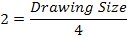 2 = Drawing Size / 4